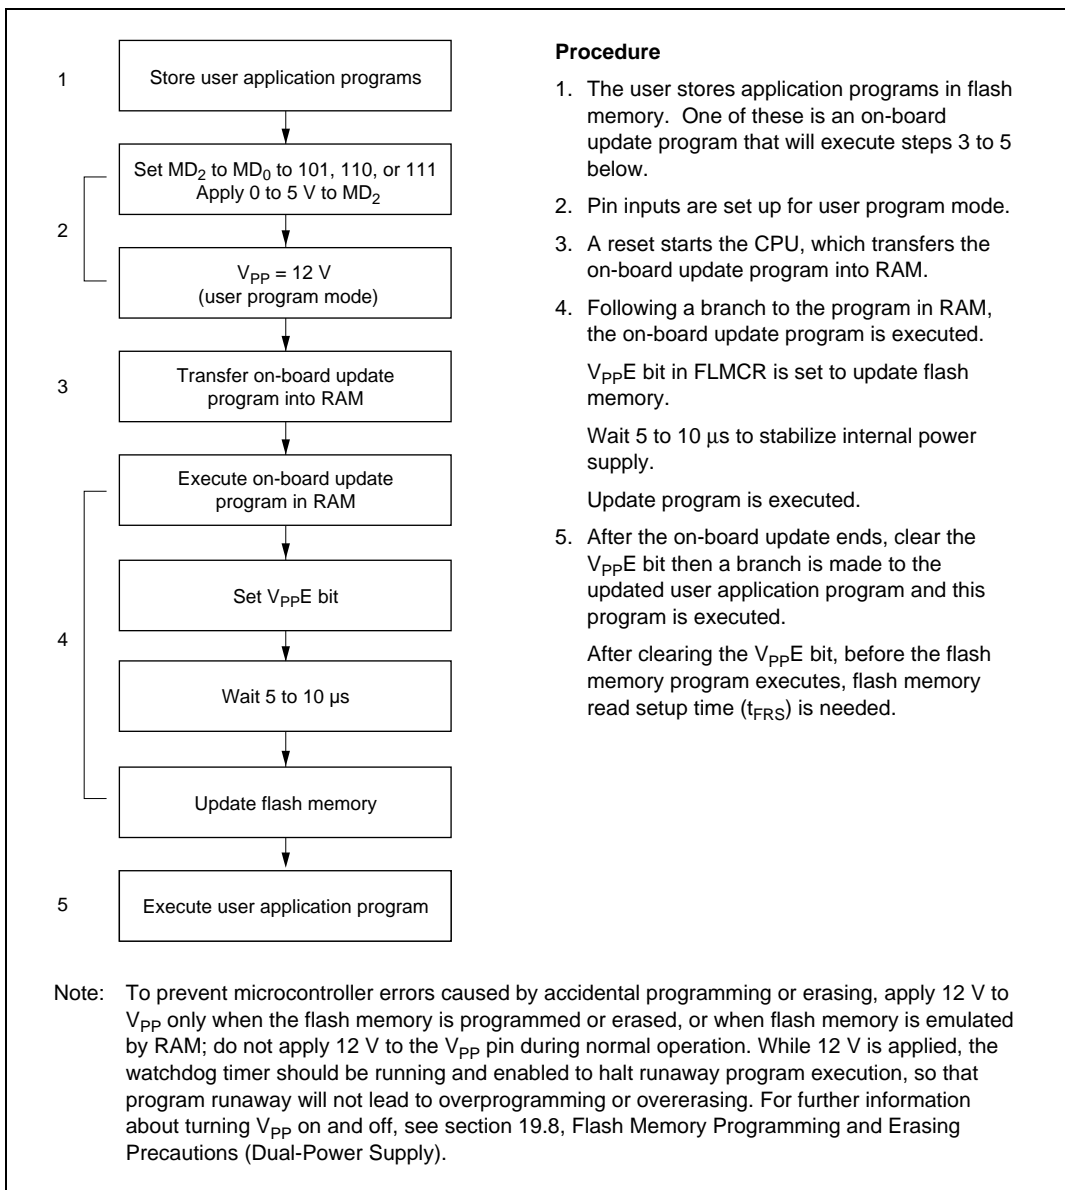 1
Store user application programs
Set MD2 to MD0 to 101, 110, or 111
Apply 0 to 5 V to MD2
2
VPP = 12 V
(user program mode)
3
Transfer on-board update
program into RAM
Execute on-board update
program in RAM
Set VPPE bit
4
Wait 5 to 10 µs
Update flash memory
5
Execute user application program
Procedure
1. The user stores application programs in flash
memory. One of these is an on-board
update program that will execute steps 3 to 5
below.
2. Pin inputs are set up for user program mode.
3. A reset starts the CPU, which transfers the
on-board update program into RAM.
4. Following a branch to the program in RAM,
the on-board update program is executed.
VPPE bit in FLMCR is set to update flash
memory.
Wait 5 to 10 µs to stabilize internal power
supply.
Update program is executed.
5. After the on-board update ends, clear the
VPPE bit then a branch is made to the
updated user application program and this
program is executed.
After clearing the VPPE bit, before the flash
memory program executes, flash memory
read setup time (tFRS) is needed.
Note: To prevent microcontroller errors caused by accidental programming or erasing, apply 12 V to
VPP only when the flash memory is programmed or erased, or when flash memory is emulated
by RAM; do not apply 12 V to the VPP pin during normal operation. While 12 V is applied, the
watchdog timer should be running and enabled to halt runaway program execution, so that
program runaway will not lead to overprogramming or overerasing. For further information
about turning VPP on and off, see section 19.8, Flash Memory Programming and Erasing
Precautions (Dual-Power Supply).